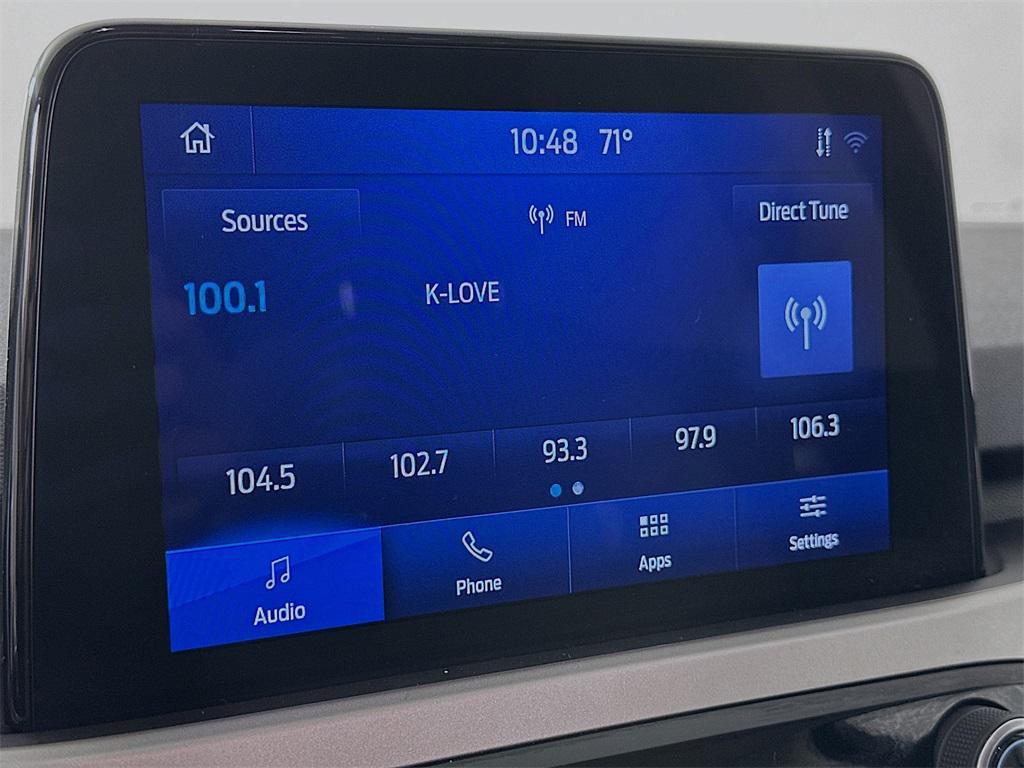 10:48 71°
Sources
FM
Direct Tune
100.1
K-LOVE
104.5
102.7
93.3
97.9
106.3
Audio
Phone
Apps
Settings